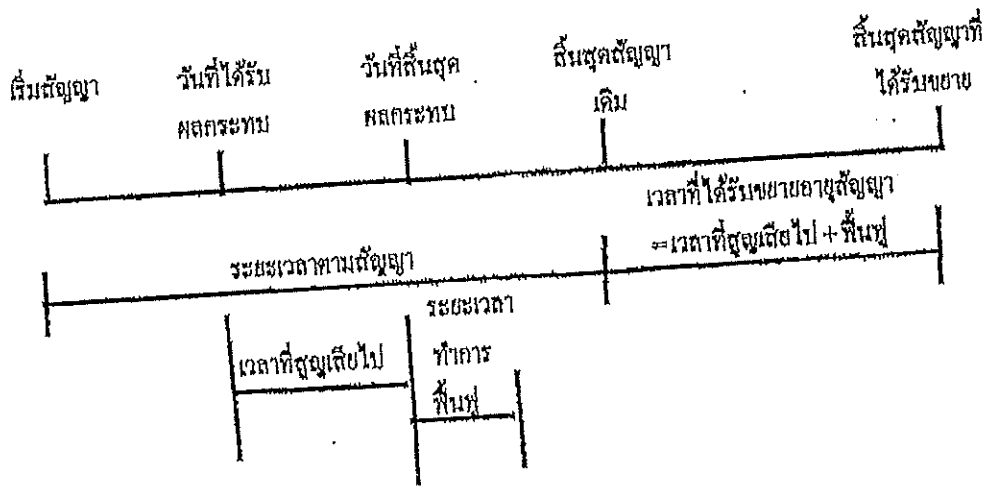 เริ่มสัญญา
วันที่ได้รับ
ผลกระทบ
วันที่สิ้นสุด
ผลกระทบ
สิ้นสุดสัญญา
เดิม
สิ้นสุดสัญญาที่
ได้รับขยาย
เวลาที่ได้รับขยายอายุสัญญา
=เวลาที่สูญเสียไป+ฟื้นฟู
ระยะเวลาตามสัญญา
เวลาที่สูญเสียไป
ระยะเวลา
ทำการ
ฟื้นฟู